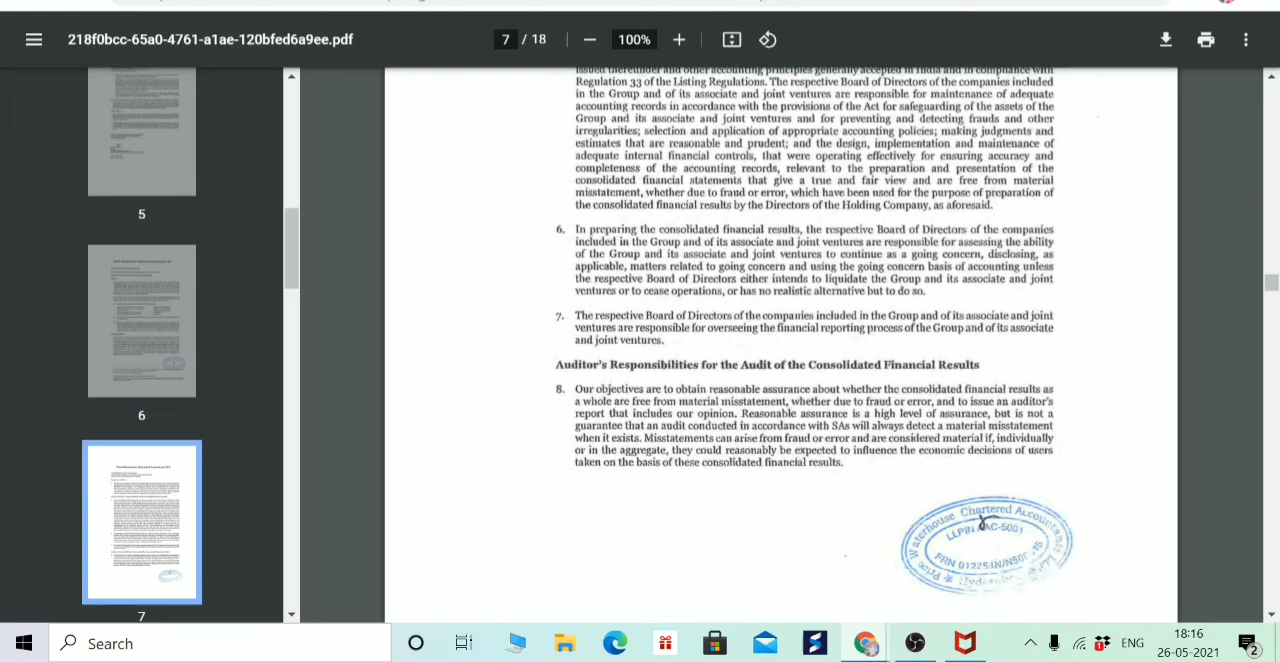 218f0bcc-65a0-4761-a1ae-120bfed6a9ee.pdf
7 / 18
100%
5
6
7
issued thereunder and other accounting principles generally accepted in India and in compliance with
Regulation 33 of the Listing Regulations. The respective Board of Directors of the companies included
in the Group and of its associate and joint ventures are responsible for maintenance of adequate
accounting records in accordance with the provisions of the Act for safeguarding of the assets of the
Group and its associate and joint ventures and for preventing and detecting frauds and other
irregularities; selection and application of appropriate accounting policies; making judgments and
estimates that are reasonable and prudent; and the design, implementation and maintenance of
adequate internal financial controls, that were operating effectively for ensuring accuracy and
completeness of the accounting records, relevant to the preparation and presentation of the
consolidated financial statements that give a true and fair view and are free from material
misstatement, whether due to fraud or error, which have been used for the purpose of preparation of
the consolidated financial results by the Directors of the Holding Company, as aforesaid.
6. In preparing the consolidated financial results, the respective Board of Directors of the companies
included in the Group and of its associate and joint ventures are responsible for assessing the ability
of the Group and its associate and joint ventures to continue as a going concern, disclosing, as
applicable, matters related to going concern and using the going concern basis of accounting unless
the respective Board of Directors either intends to liquidate the Group and its associate and joint
ventures or to cease operations, or has no realistic alternative but to do so.
7. The respective Board of Directors of the companies included in the Group and of its associate and joint
ventures are responsible for overseeing the financial reporting process of the Group and of its associate
and joint ventures.
Auditor's Responsibilities for the Audit of the Consolidated Financial Results
8. Our objectives are to obtain reasonable assurance about whether the consolidated financial results as
a whole are free from material misstatement, whether due to fraud or error, and to issue an auditor's
report that includes our opinion. Reasonable assurance is a high level of assurance, but is not a
guarantee that an audit conducted in accordance with SAs will always detect a material misstatement
when it exists. Misstatements can arise from fraud or error and are considered material if, individually
or in the aggregate, they could reasonably be expected to influence the economic decisions of users
taken on the basis of these consolidated financial results.
Waterhouse Chartered Accountants
LLPIN AAC-5001
FRN
Search
ENG
18:16
26-05-2021
2